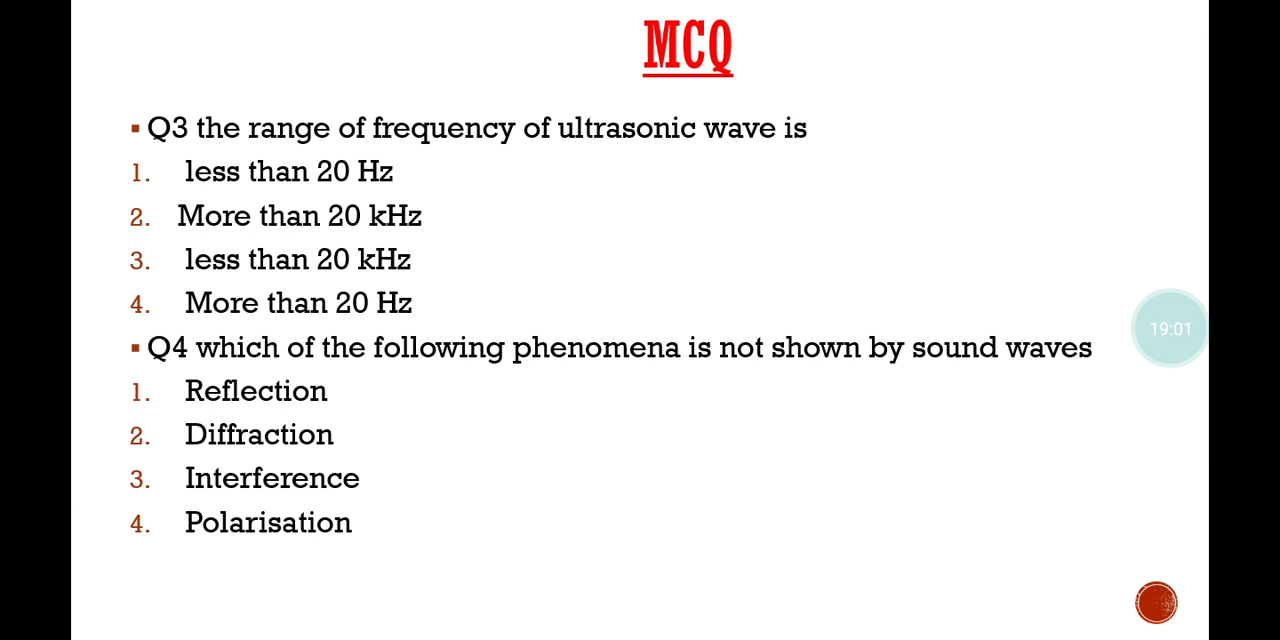 MCQ
▪ Q3 the range of frequency of ultrasonic wave is
1. less than 20 Hz
2. More than 20 kHz
3. less than 20 kHz
4. More than 20 Hz
▪ Q4 which of the following phenomena is not shown by sound waves
1. Reflection
2. Diffraction
3. Interference
4. Polarisation
19:01